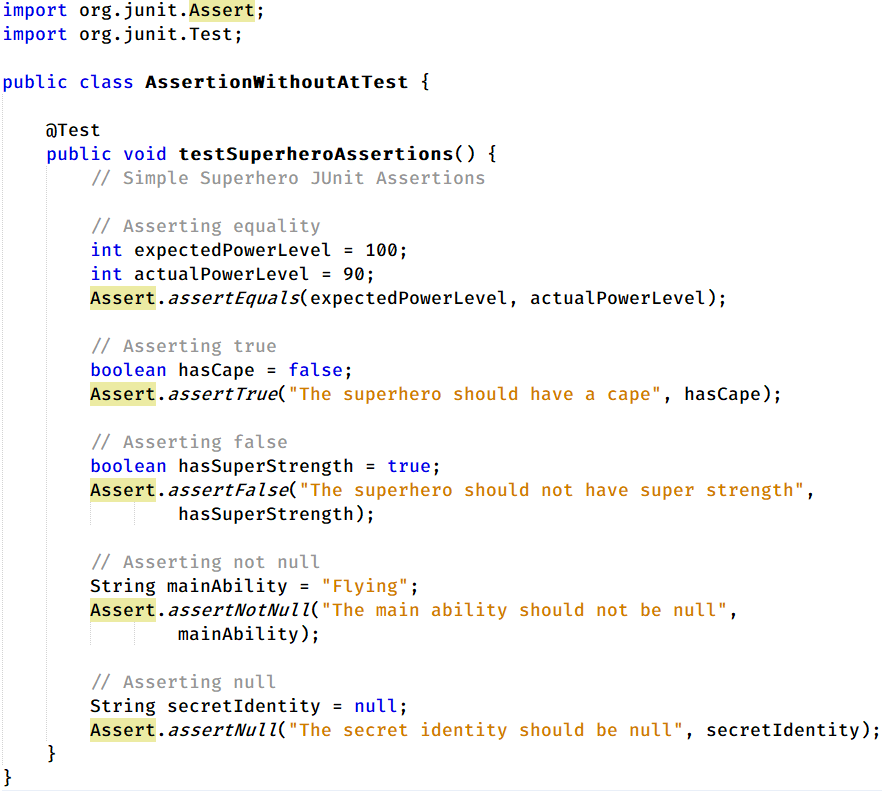 import org.junit.Assert;
import org.junit.Test;
public class AssertionWithoutAtTest {
@Test
public void testSuperheroAssertions() {
// Simple Superhero JUnit Assertions
// Asserting equality
int expectedPowerLevel = 100;
int actualPowerLevel = 90;
Assert.assertEquals(expectedPowerLevel, actualPowerLevel);
// Asserting true
boolean hasCape = false;
Assert.assertTrue("The superhero should have a cape", hasCape);
// Asserting false
boolean hasSuperStrength = true;
Assert.assertFalse("The superhero should not have super strength",
hasSuperStrength);
// Asserting not null
String mainAbility = "Flying";
Assert.assertNotNull("The main ability should not be null",
mainAbility);
// Asserting null
String secretIdentity = null;
Assert.assertNull("The secret identity should be null", secretIdentity);
}
}